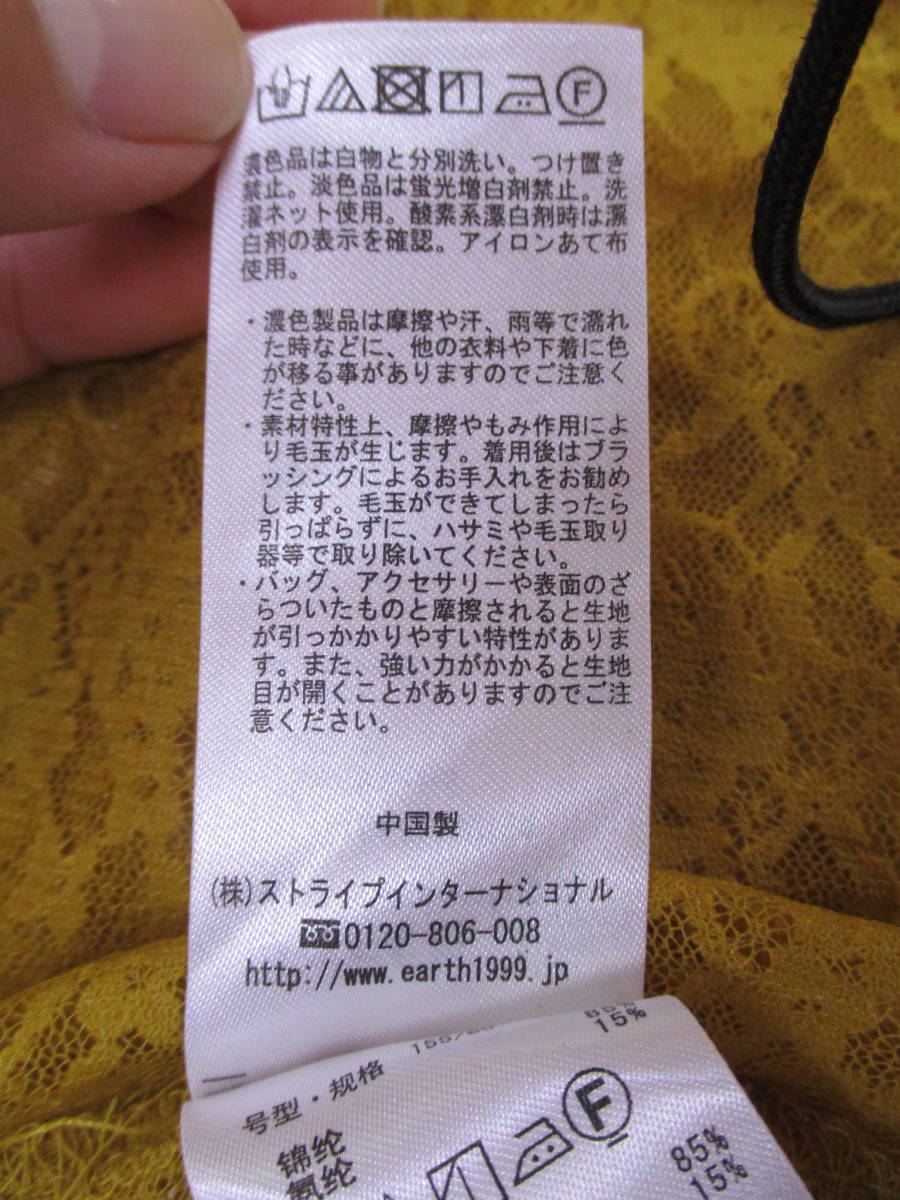 F
濃色品は白物と分別洗い。つけ置き
禁止。淡色品は蛍光増白剤禁止。洗
濯ネット使用。酸素系漂白剤時は漂
白剤の表示を確認。アイロンあて布
使用。
・濃色製品は摩擦や汗、雨等で濡れ
た時などに、他の衣料や下着に色
が移る事がありますのでご注意く
ださい。
・素材特性上、摩擦やもみ作用によ
り毛玉が生じます。着用後はブラ
ッシングによるお手入れをお勧め
します。毛玉ができてしまったら
引っぱらずに、ハサミや毛玉取り
器等で取り除いてください。
・バッグ、アクセサリーや表面のざ
らついたものと摩擦されると生地
が引っかかりやすい特性がありま
す。また、強い力がかかると生地
目が開くことがありますのでご注
意ください。
中国製
(株)ストライプインターナショナル
0120-806-008
http://www.earth1999.jp
85%
15%
号型・规格
锦纶 85%
氨纶 15%
F